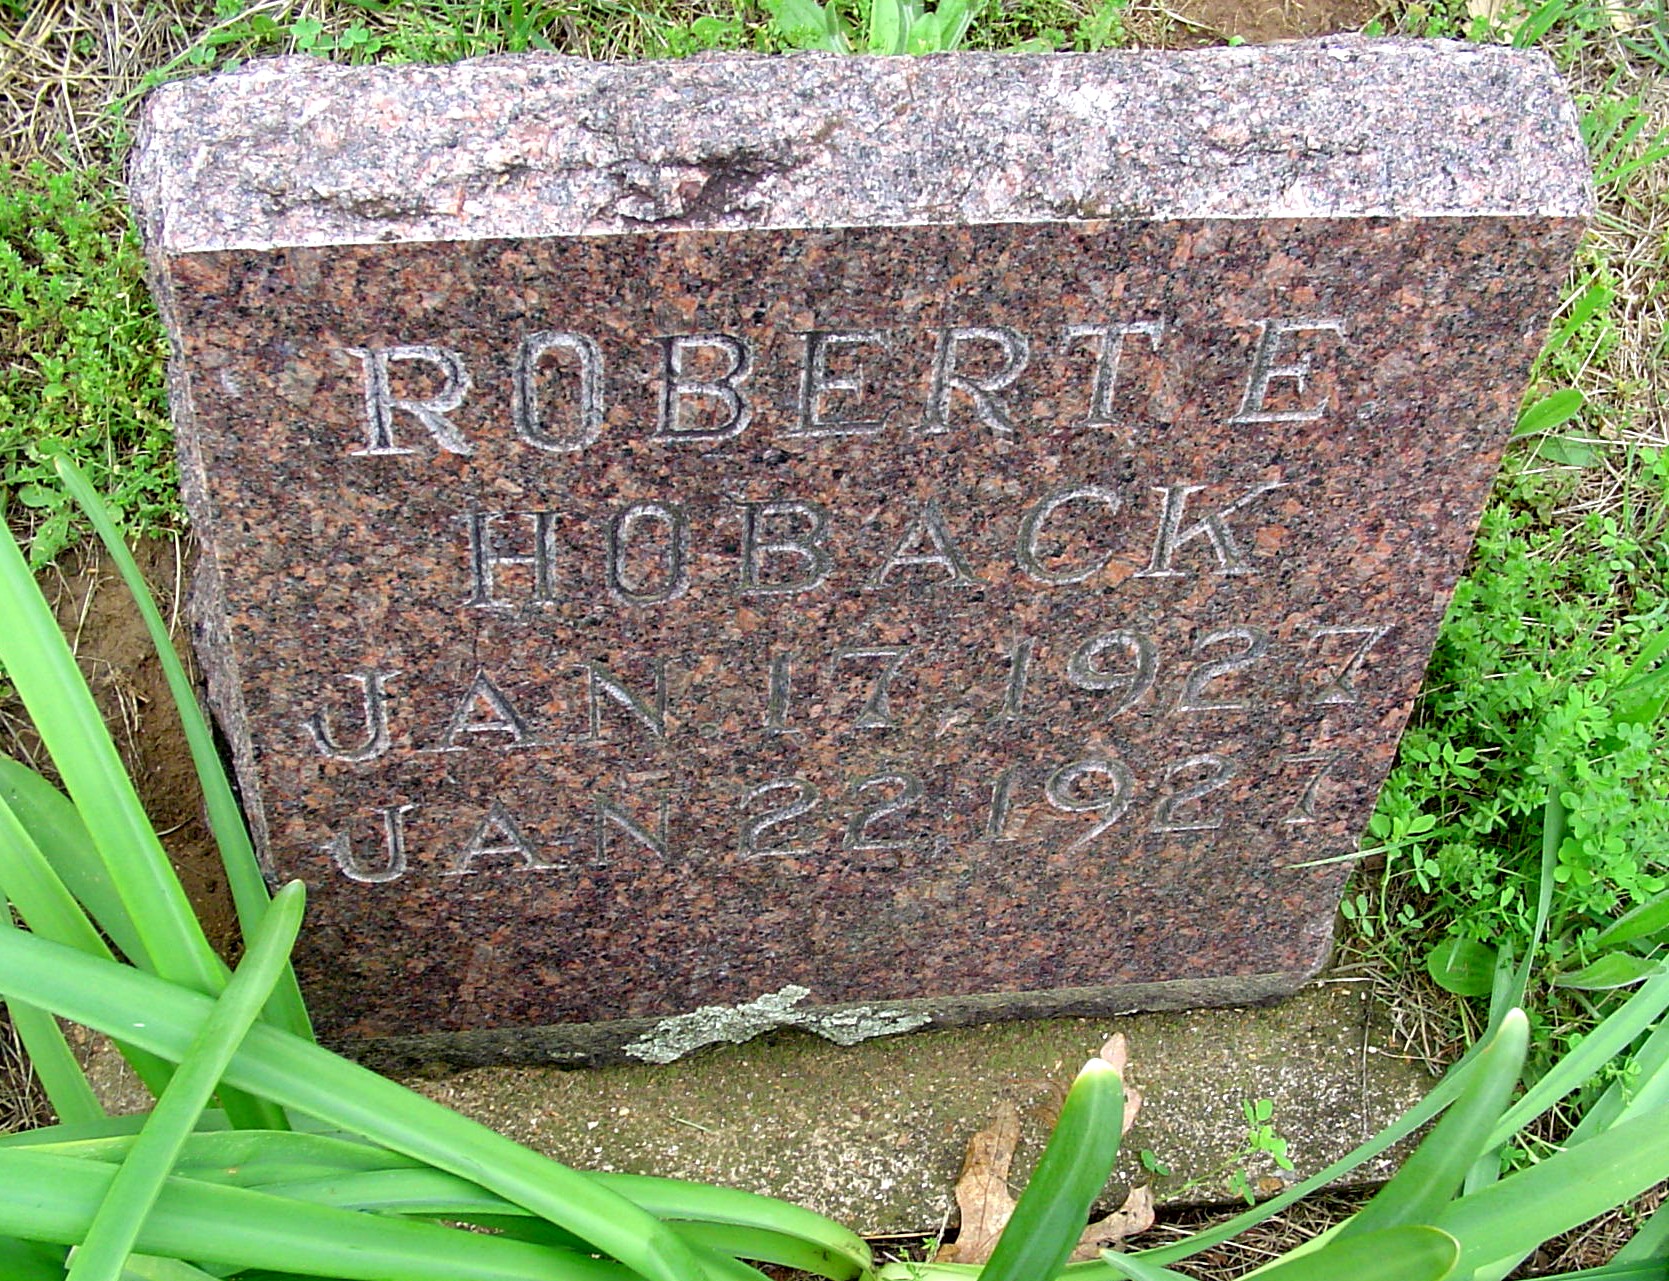 ROBERT E
HOBACK
JAN. 17, 1927
JAN 22, 1927